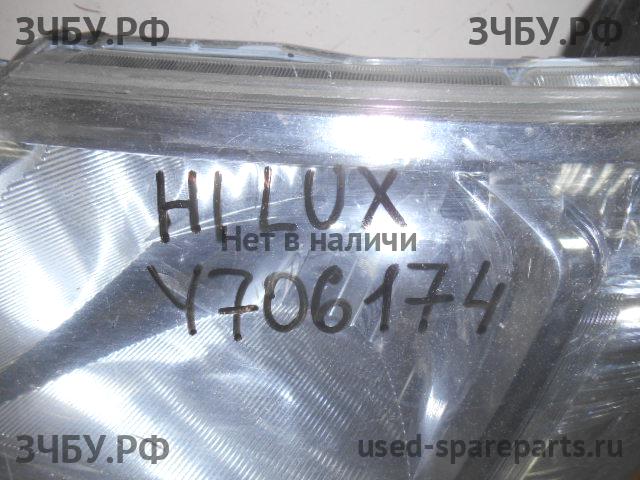 ЗЧБУ.РФ ЗЧБУ.РФ
HILUX
Нет в наличи
Y706174
ЗЧБУ.РФ used-spareparts.ru